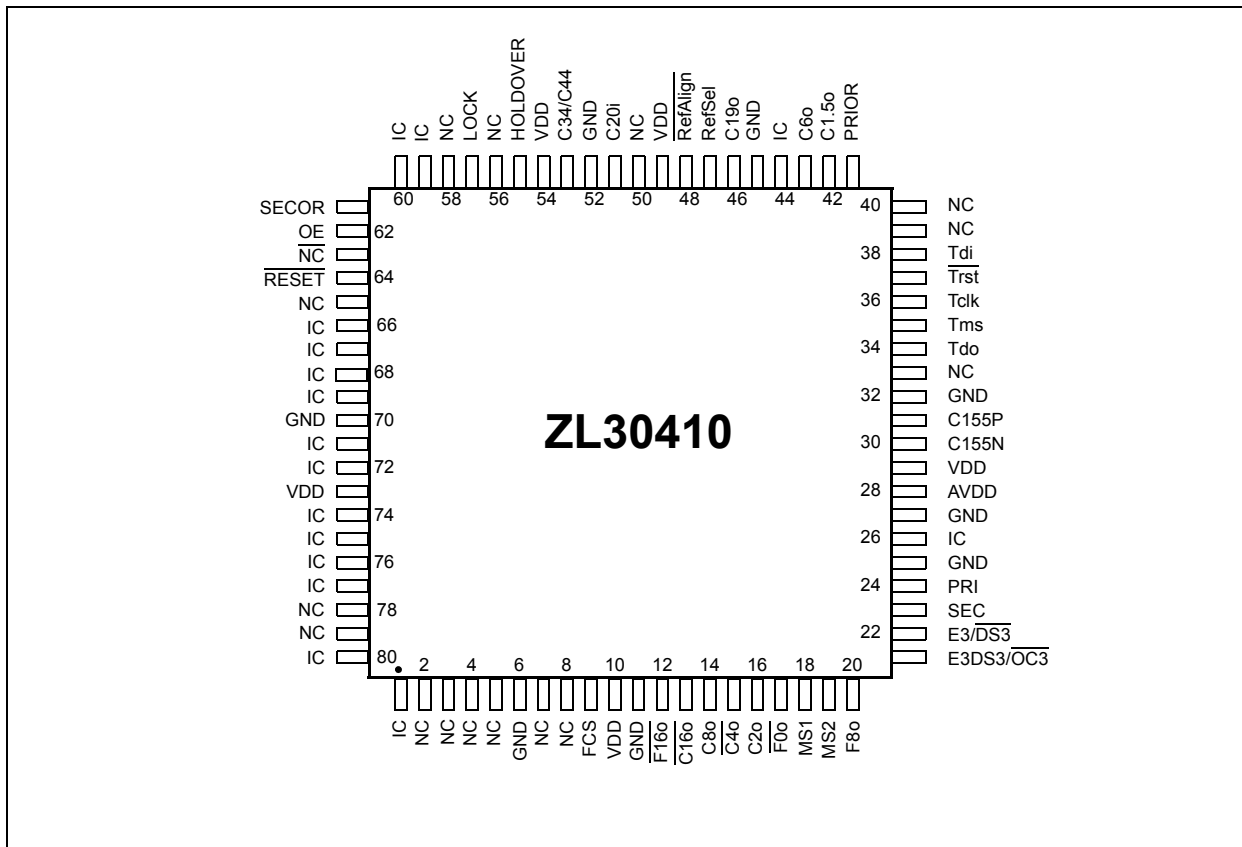 IC
IC
NC
LOCK
NC
HOLDOVER
VDD
C34/C44
GND
C20i
NC
VDD
RefAlign
RefSel
C19o
GND
IC
C6o
C1.5o
PRIOR
60 58 56 54 52 50 48 46 44 42
SECOR
OE 62
NC
RESET 64
NC
IC 66
IC
IC 68
IC
GND 70
IC
IC 72
VDD
IC 74
IC
IC 76
IC
NC 78
NC
IC 80
ZL30410
40 NC
NC
38 Tdi
Trst
36 Tclk
Tms
34 Tdo
NC
32 GND
C155P
30 C155N
VDD
28 AVDD
GND
26 IC
GND
24 PRI
SEC
22 E3/DS3
E3DS3/OC3
2 4 6 8 10 12 14 16 18 20
IC
NC
NC
NC
NC
GND
NC
NC
FCS
VDD
GND
F16o
C16o
C8o
C4o
C2o
F0o
MS1
MS2
F8o